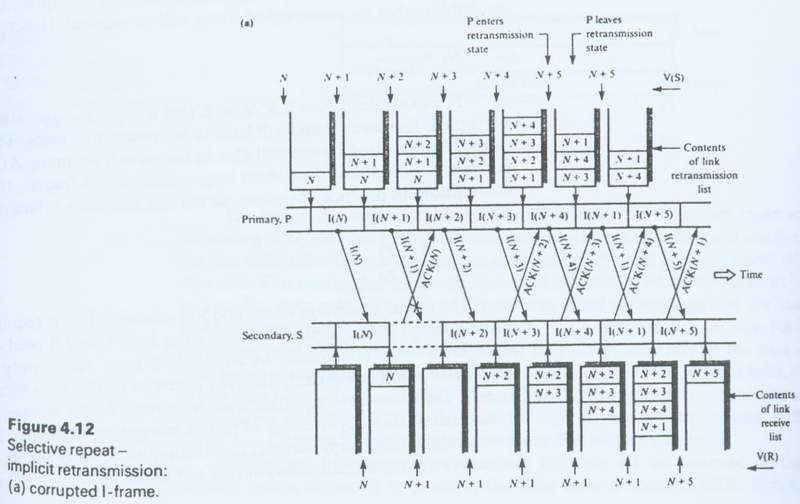 (a)
P enters
retransmission
state
P leaves
retransmission
state
N N + 1 N + 2 N + 3 N + 4 N + 5 N + 5 V(S)
N
N + 1
N
N + 2
N + 1
N
N + 3
N + 2
N + 1
N + 4
N + 3
N + 2
N + 1
N + 1
N + 4
N + 3
N + 1
N + 4
Contents
of link
retransmission
list
Primary, P I(N) I(N + 1) I(N + 2) I(N + 3) I(N + 4) I(N + 1) I(N + 5)
I(N) I(N + 1) ACK(N) I(N + 2) I(N + 3) ACK(N + 2) I(N + 4) ACK(N + 3) I(N + 1) ACK(N + 4) I(N + 5) ACK(N + 1)
Time
Secondary, S I(N) I(N + 2) I(N + 3) I(N + 4) I(N + 1) I(N + 5)
N
N + 2
N + 2
N + 3
N + 2
N + 3
N + 4
N + 2
N + 3
N + 4
N + 1
N + 5
Contents
of link
receive
list
V(R)
N N + 1 N + 1 N + 1 N + 1 N + 1 N + 5
Figure 4.12
Selective repeat –
implicit retransmission:
(a) corrupted I-frame.